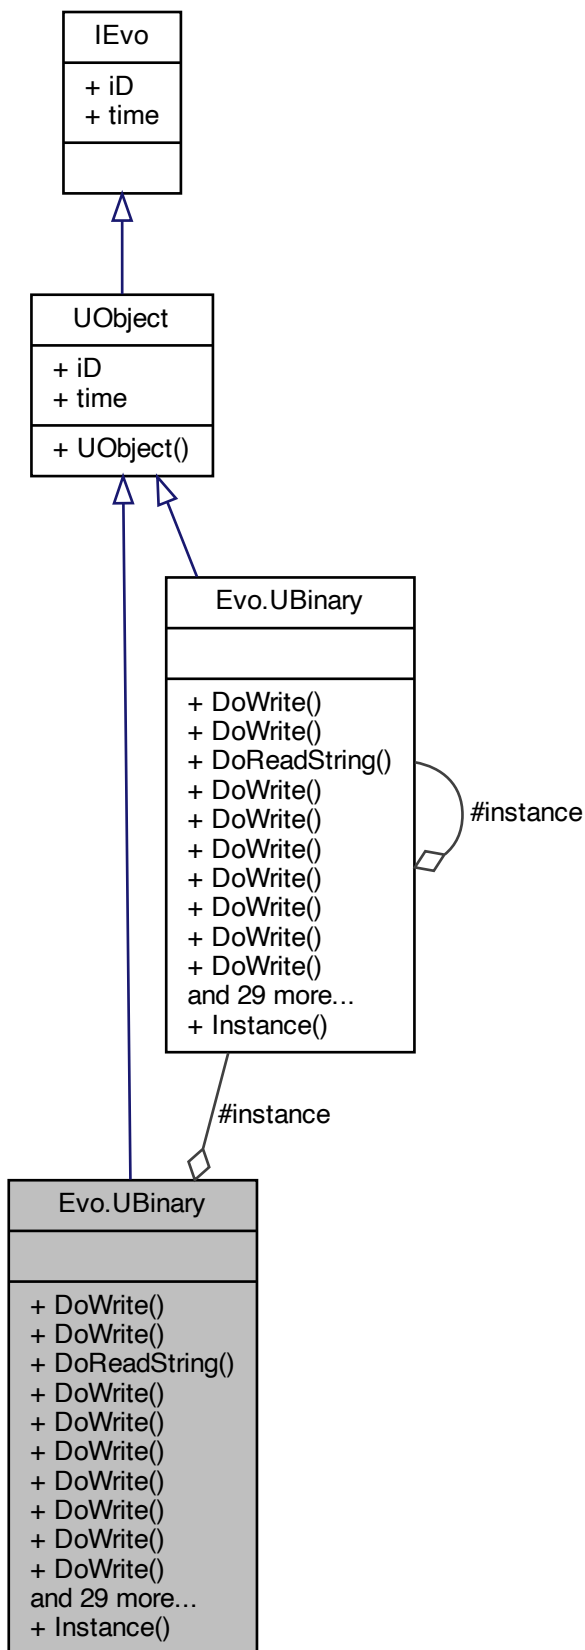 IEvo
+ iD
+ time
UObject
+ iD
+ time
+ UObject()
Evo.UBinary
+ DoWrite()
+ DoWrite()
+ DoReadString()
+ DoWrite()
+ DoWrite()
+ DoWrite()
+ DoWrite()
+ DoWrite()
+ DoWrite()
+ DoWrite()
and 29 more...
+ Instance()
#instance
#instance
Evo.UBinary
+ DoWrite()
+ DoWrite()
+ DoReadString()
+ DoWrite()
+ DoWrite()
+ DoWrite()
+ DoWrite()
+ DoWrite()
+ DoWrite()
+ DoWrite()
and 29 more...
+ Instance()